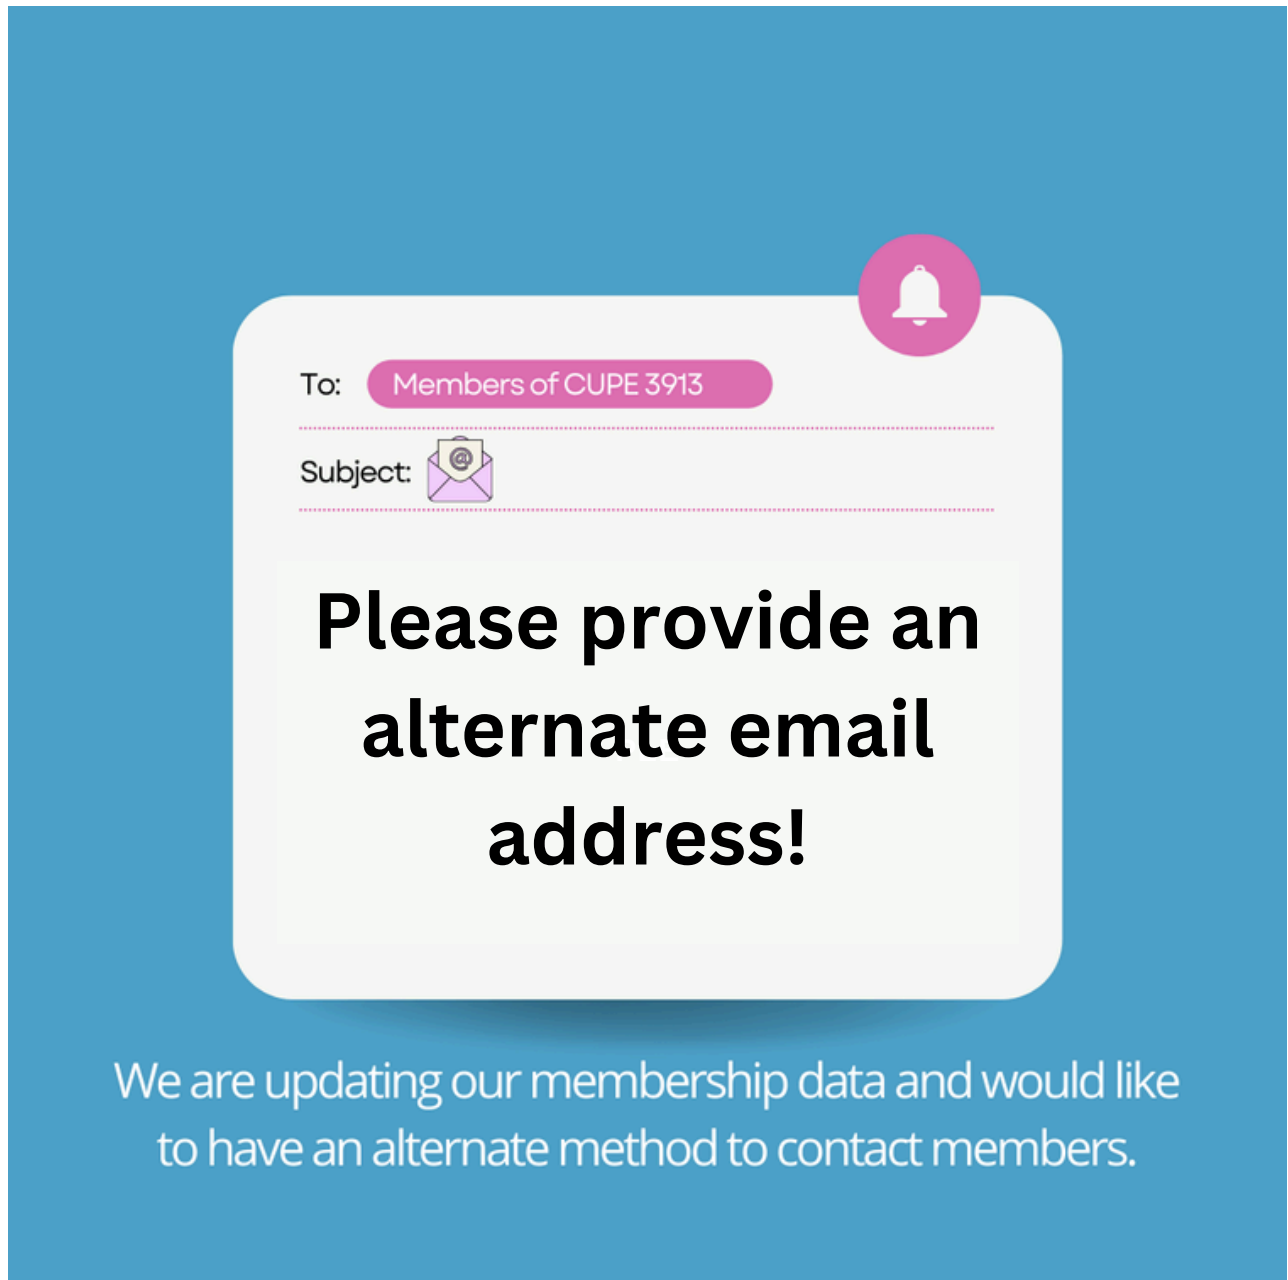 To: Members of CUPE 3913
Subject: @
Please provide an
alternate email
address!
We are updating our membership data and would like
to have an alternate method to contact members.